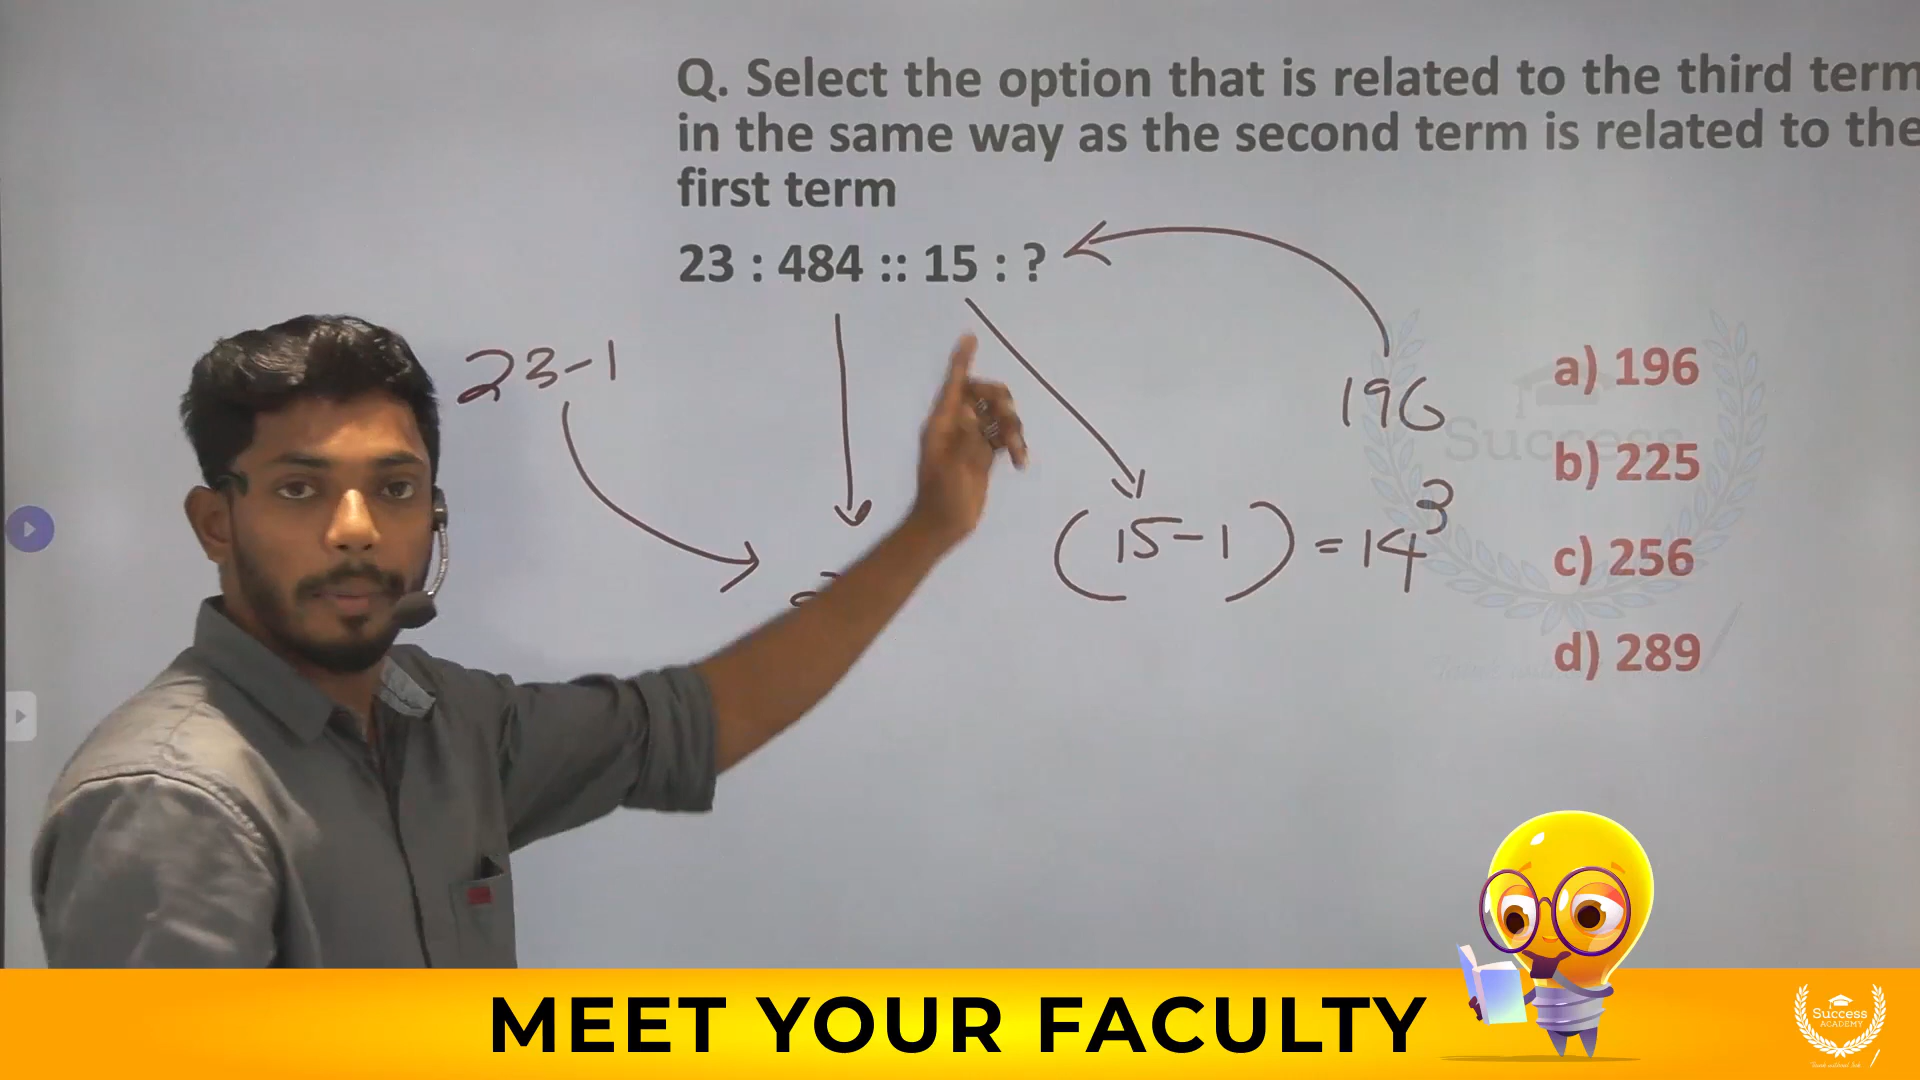 Q. Select the option that is related to the third term
in the same way as the second term is related to the
first term
23 : 484 :: 15 : ?
23-1
196
(15-1) = 14³
a) 196
b) 225
c) 256
d) 289
Success
MEET YOUR FACULTY
Success
ACADEMY